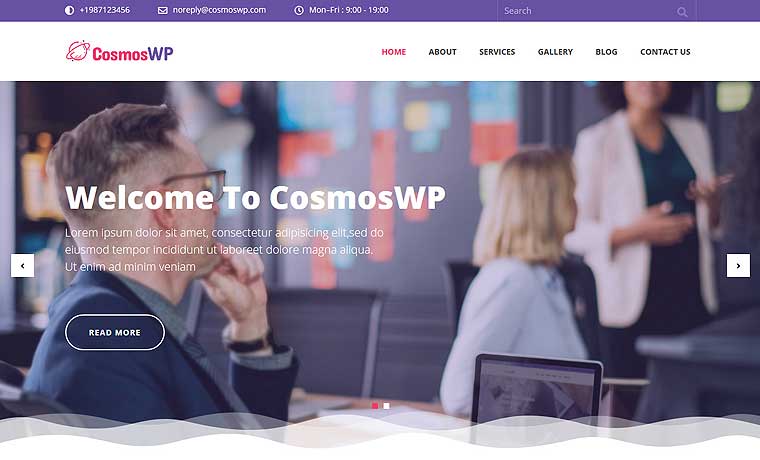 +1987123456 noreply@cosmoswp.com Mon–Fri : 9:00 - 19:00 Search
CosmosWP HOME ABOUT SERVICES GALLERY BLOG CONTACT US
Welcome To CosmosWP
Lorem ipsum dolor sit amet, consectetur adipisicing elit,sed do
eiusmod tempor incididunt ut laboreet dolore magna aliqua.
Ut enim ad minim veniam
READ MORE